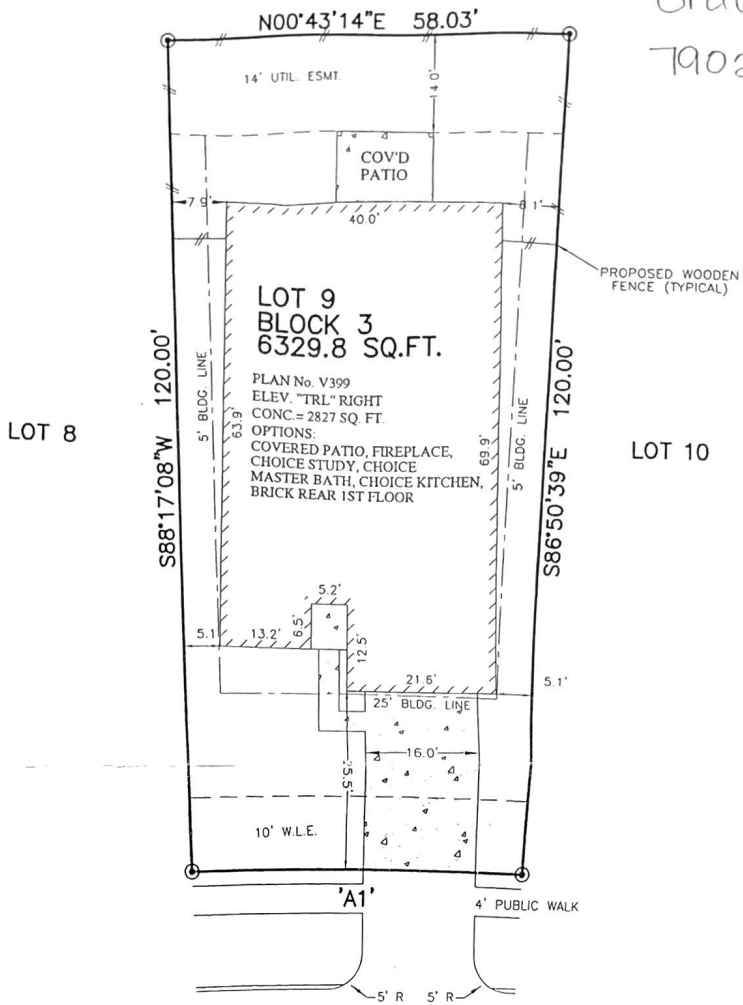 N00°43'14"E 58.03'
7902
14' UTIL. ESMT.
14.0'
COV'D
PATIO
7.9'
40.0'
8.1'
PROPOSED WOODEN
FENCE (TYPICAL)
LOT 9
BLOCK 3
6329.8 SQ.FT.
PLAN No. V399
ELEV. "TRL" RIGHT
CONC.= 2827 SQ. FT.
OPTIONS:
COVERED PATIO, FIREPLACE,
CHOICE STUDY, CHOICE
MASTER BATH, CHOICE KITCHEN,
BRICK REAR 1ST FLOOR
LOT 8
S88°17'08"W 120.00'
5' BLDG. LINE
63.9'
69.9'
5' BLDG. LINE
S86°50'39"E 120.00'
LOT 10
5.2'
5.1
13.2'
6.5'
12.5'
21.6'
5.1'
25' BLDG. LINE
16.0'
25.5'
10' W.L.E.
'A1'
4' PUBLIC WALK
5' R 5' R